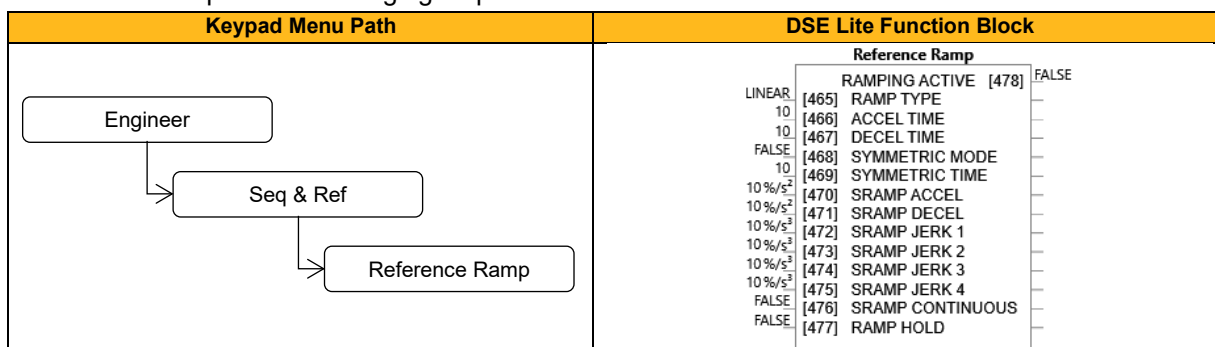 Keypad Menu Path
DSE Lite Function Block
Engineer
Seq & Ref
Reference Ramp
Reference Ramp
RAMPING ACTIVE [478] FALSE
LINEAR [465] RAMP TYPE
10 [466] ACCEL TIME
10 [467] DECEL TIME
FALSE [468] SYMMETRIC MODE
10 [469] SYMMETRIC TIME
10 %/s² [470] SRAMP ACCEL
10 %/s² [471] SRAMP DECEL
10 %/s³ [472] SRAMP JERK 1
10 %/s³ [473] SRAMP JERK 2
10 %/s³ [474] SRAMP JERK 3
10 %/s³ [475] SRAMP JERK 4
FALSE [476] SRAMP CONTINUOUS
FALSE [477] RAMP HOLD